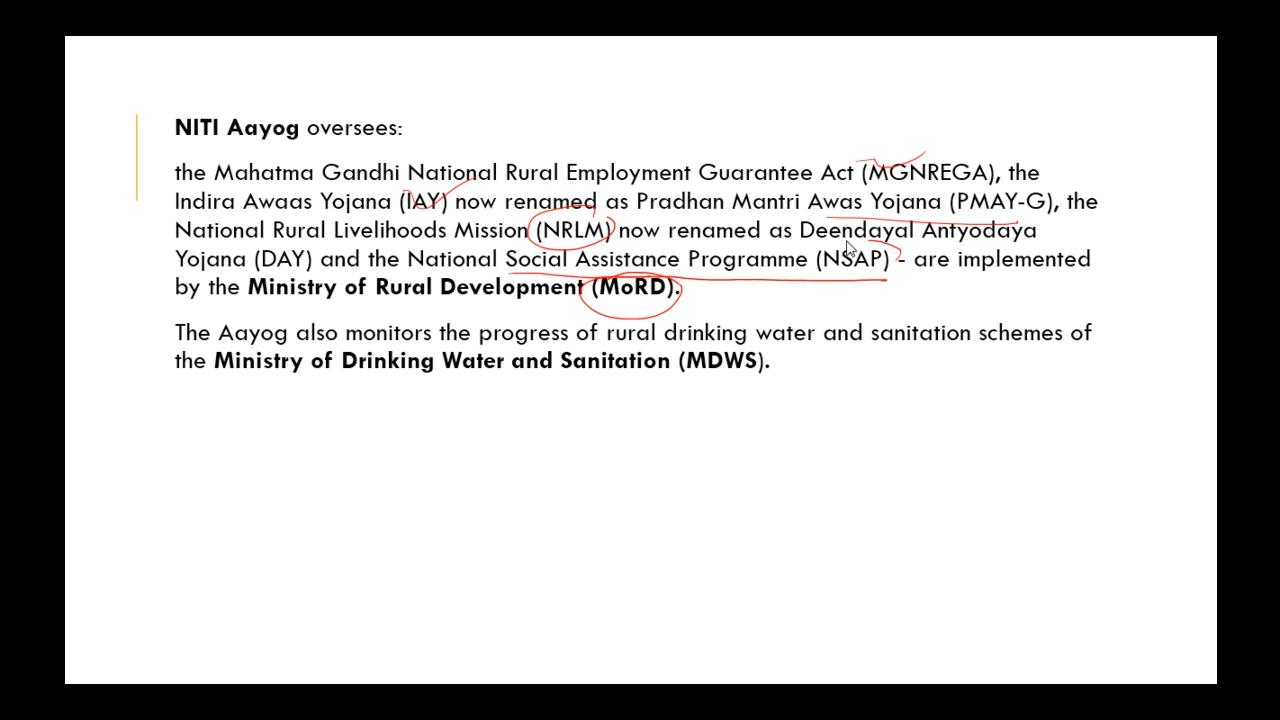 NITI Aayog oversees:
the Mahatma Gandhi National Rural Employment Guarantee Act (MGNREGA), the
Indira Awaas Yojana (IAY) now renamed as Pradhan Mantri Awas Yojana (PMAY-G), the
National Rural Livelihoods Mission (NRLM) now renamed as Deendayal Antyodaya
Yojana (DAY) and the National Social Assistance Programme (NSAP) - are implemented
by the Ministry of Rural Development (MoRD).
The Aayog also monitors the progress of rural drinking water and sanitation schemes of
the Ministry of Drinking Water and Sanitation (MDWS).